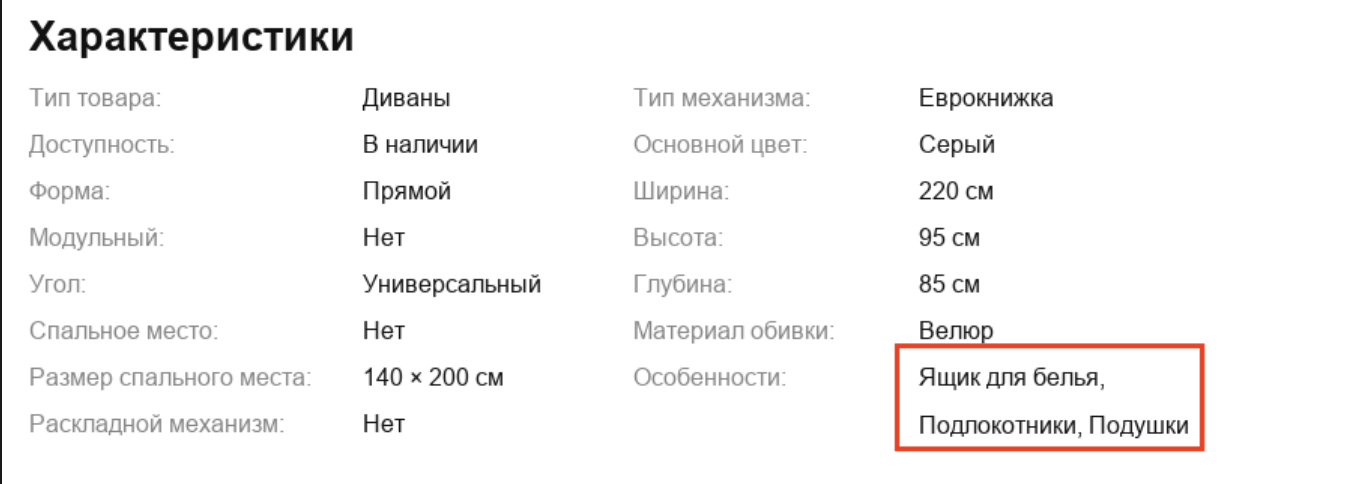 Характеристики
Тип товара: Диваны Тип механизма: Еврокнижка
Доступность: В наличии Основной цвет: Серый
Форма: Прямой Ширина: 220 см
Модульный: Нет Высота: 95 см
Угол: Универсальный Глубина: 85 см
Спальное место: Нет Материал обивки: Велюр
Размер спального места: 140 × 200 см Особенности: Ящик для белья,
Раскладной механизм: Нет Подлокотники, Подушки